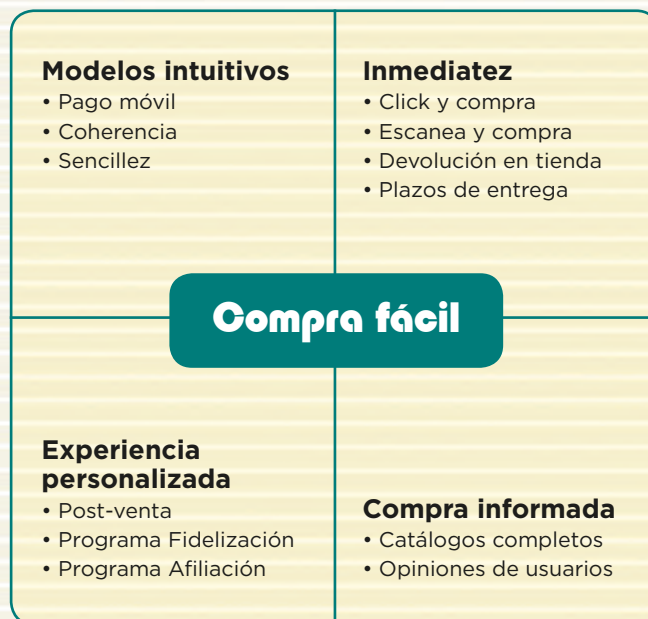 Modelos intuitivos
• Pago móvil
• Coherencia
• Sencillez
Inmediatez
• Click y compra
• Escanea y compra
• Devolución en tienda
• Plazos de entrega
Compra fácil
Experiencia
personalizada
• Post-venta
• Programa Fidelización
• Programa Afiliación
Compra informada
• Catálogos completos
• Opiniones de usuarios